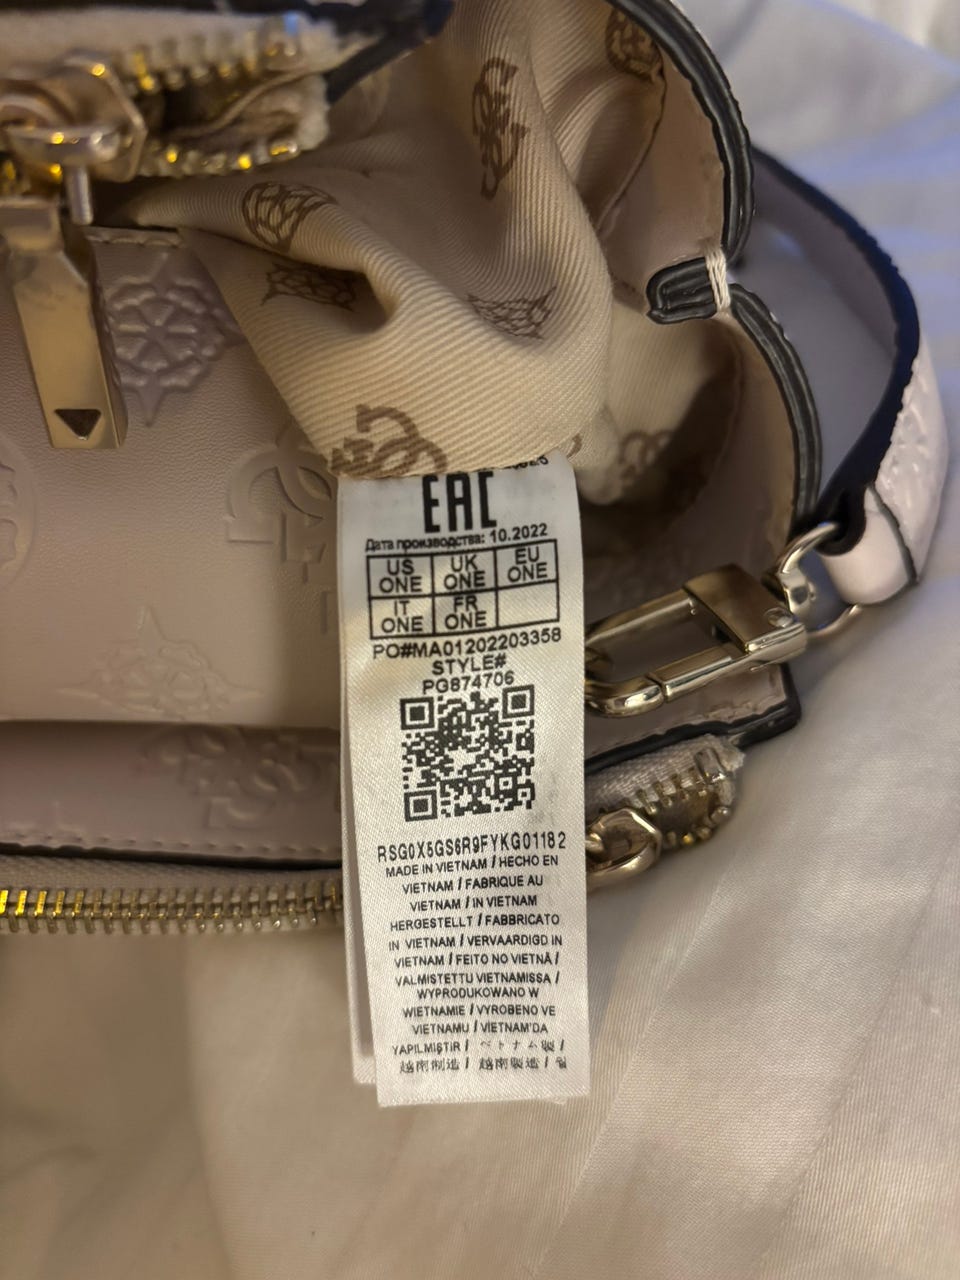 EAC
Дата производства: 10.2022
US ONE UK ONE EU ONE
IT ONE FR ONE
PO#MA01202203358
STYLE#
PG874706
RSG0X5GS6R9FYKG01182
MADE IN VIETNAM / HECHO EN
VIETNAM / FABRIQUE AU
VIETNAM / IN VIETNAM
HERGESTELLT / FABBRICATO
IN VIETNAM / VERVAARDIGD IN
VIETNAM / FEITO NO VIETNÃ /
VALMISTETTU VIETNAMISSA /
WYPRODUKOWANO W
WIETNAMIE / VYROBENO VE
VIETNAMU / VIETNAM'DA
YAPILMIŞTIR / ベトナム製 /
越南制造 / 越南製造 /